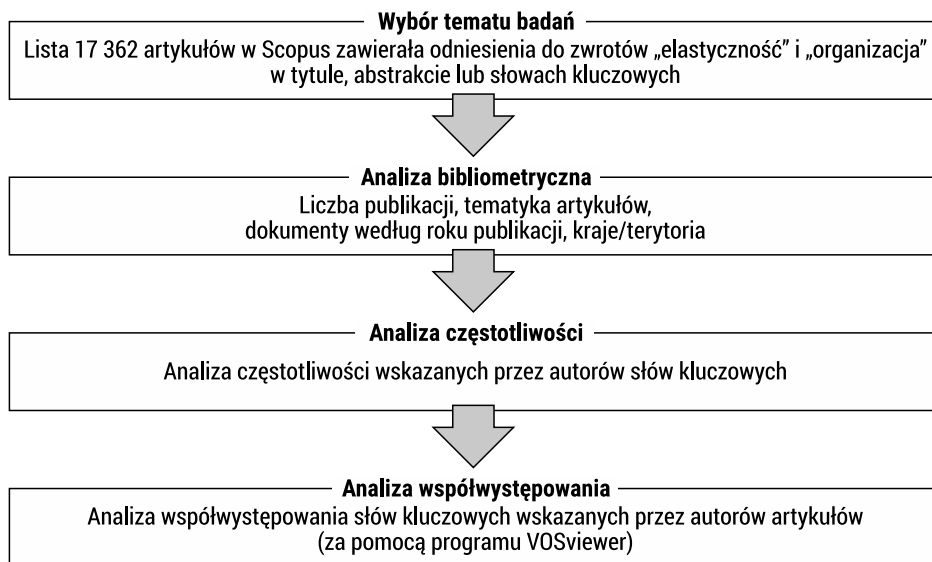 Wybór tematu badań
Lista 17 362 artykułów w Scopus zawierała odniesienia do zwrotów „elastyczność” i „organizacja”
w tytule, abstrakcie lub słowach kluczowych
Analiza bibliometryczna
Liczba publikacji, tematyka artykułów,
dokumenty według roku publikacji, kraje/terytoria
Analiza częstotliwości
Analiza częstotliwości wskazanych przez autorów słów kluczowych
Analiza współwystępowania
Analiza współwystępowania słów kluczowych wskazanych przez autorów artykułów
(za pomocą programu VOSviewer)